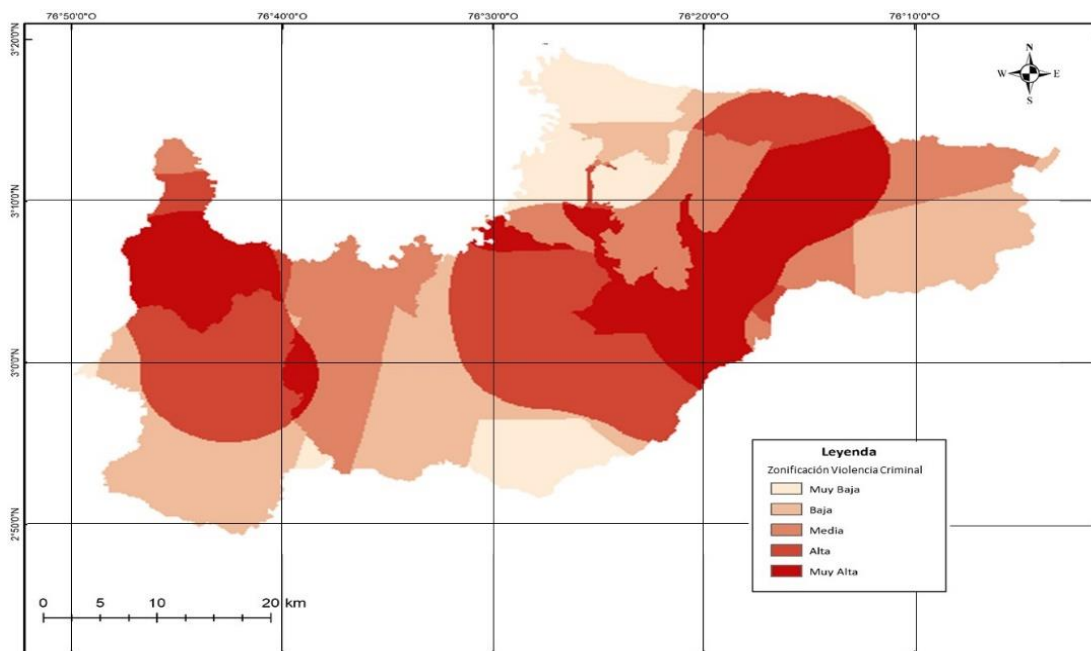 76°50'0"O 76°40'0"O 76°30'0"O 76°20'0"O 76°10'0"O
3°20'0"N
N
W E
S
3°10'0"N
3°0'0"N
Leyenda
Zonificación Violencia Criminal
Muy Baja
Baja
Media
Alta
Muy Alta
2°50'0"N
0 5 10 20 km